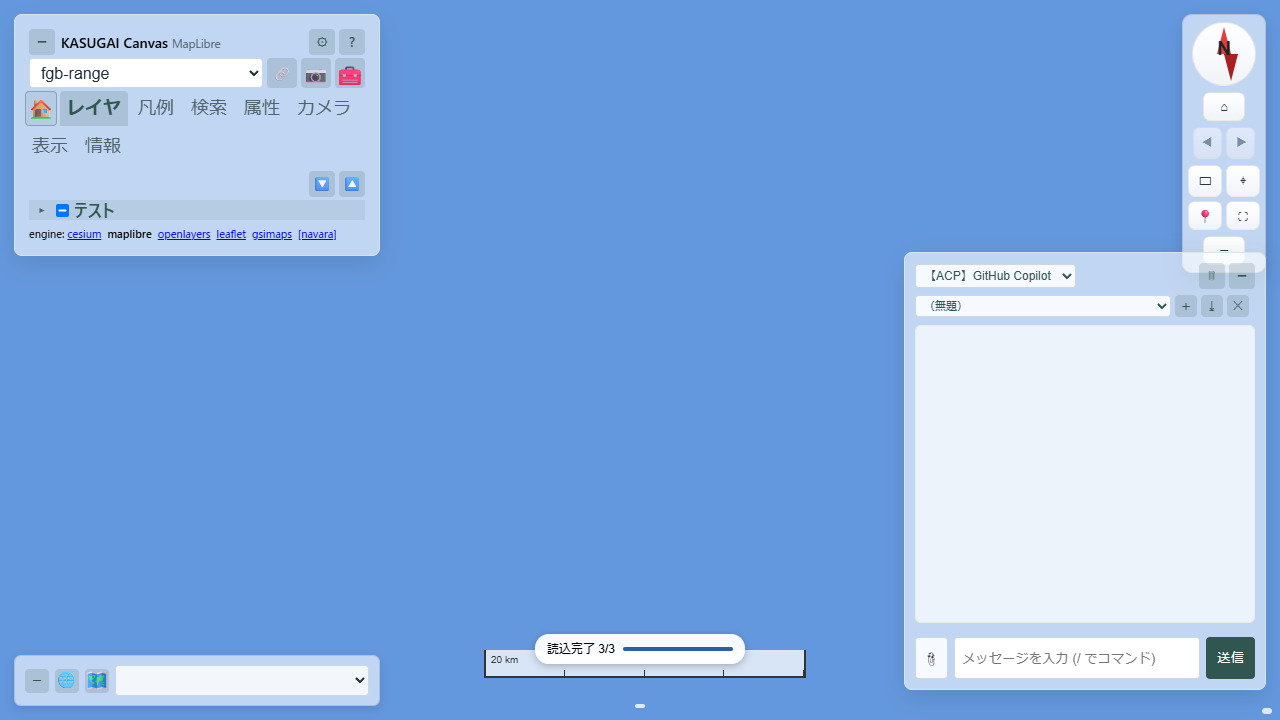 KASUGAI Canvas MapLibre
?
fgb-range
レイヤ 凡例 検索 属性 カメラ
表示 情報
テスト
engine: cesium maplibre openlayers leaflet gsimaps [navara]
N
【ACP】GitHub Copilot
（無題）
メッセージを入力 (/ でコマンド)
送信
読込完了 3/3
20 km